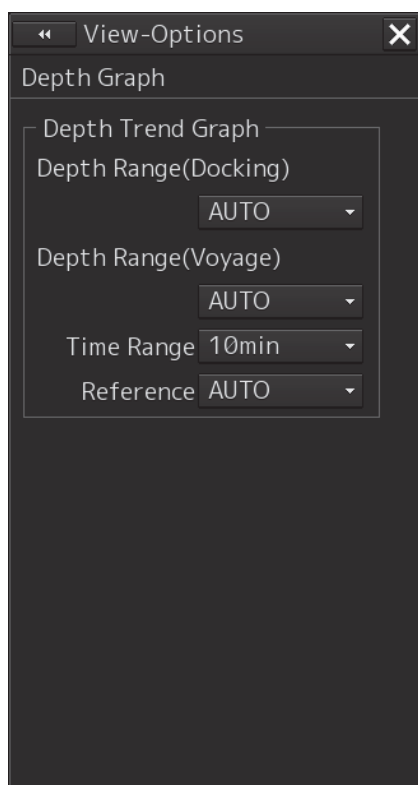 View-Options
Depth Graph
Depth Trend Graph
Depth Range(Docking)
AUTO
Depth Range(Voyage)
AUTO
Time Range 10min
Reference AUTO